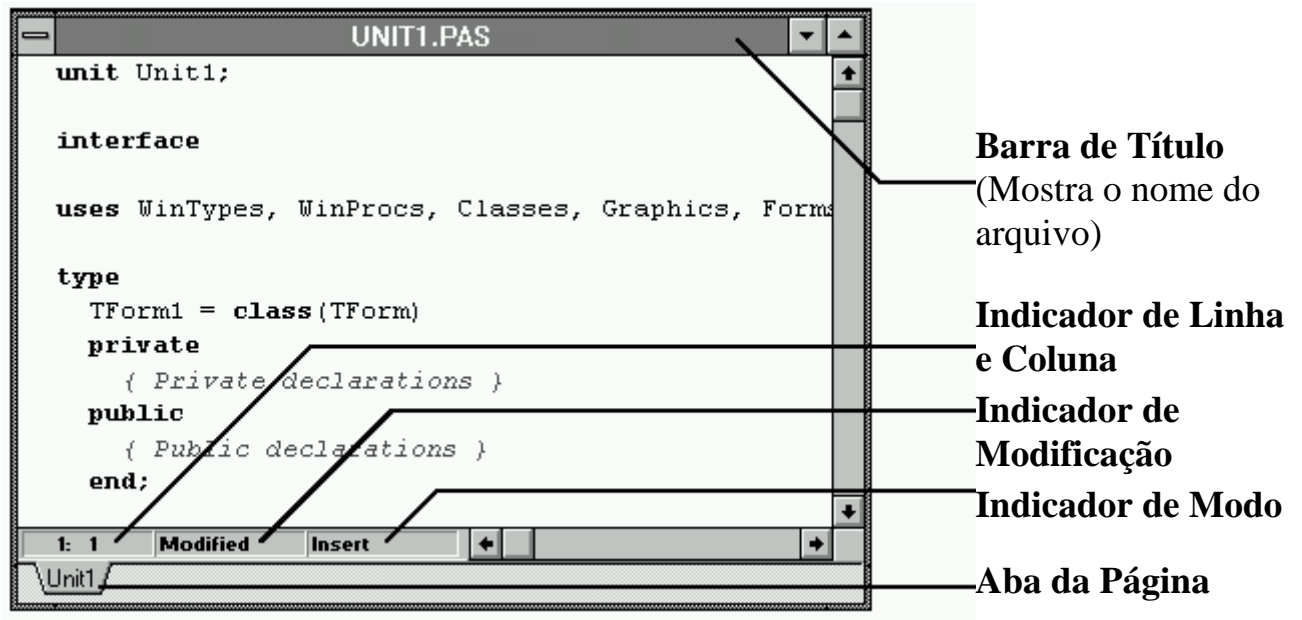 UNIT1.PAS
unit Unit1;
interface
uses WinTypes, WinProcs, Classes, Graphics, Forms
type
TForm1 = class(TForm)
private
{ Private declarations }
public
{ Public declarations }
end;
1: 1 Modified Insert
Unit1
Barra de Título
(Mostra o nome do
arquivo)
Indicador de Linha
e Coluna
Indicador de
Modificação
Indicador de Modo
Aba da Página